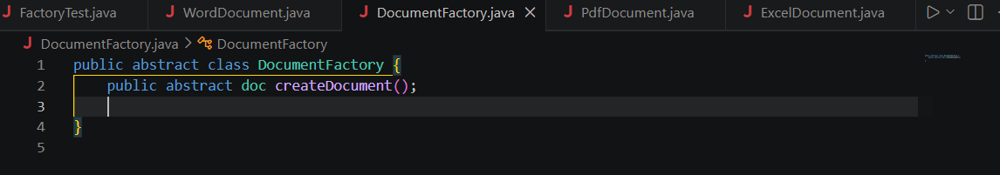 J FactoryTest.java J WordDocument.java J DocumentFactory.java × J PdfDocument.java J ExcelDocument.java
J DocumentFactory.java > DocumentFactory
1 public abstract class DocumentFactory {
2 public abstract doc createDocument();
3
4 }
5